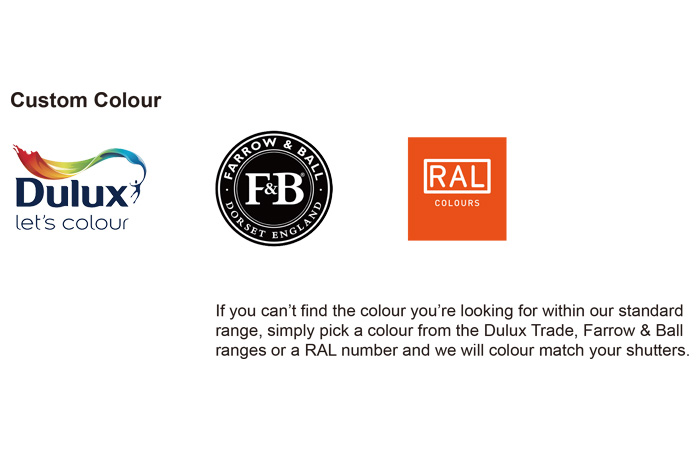 Custom Colour
Dulux
let's colour
FARROW & BALL
F&B®
DORSET ENGLAND
RAL
COLOURS
If you can’t find the colour you’re looking for within our standard
range, simply pick a colour from the Dulux Trade, Farrow & Ball
ranges or a RAL number and we will colour match your shutters.